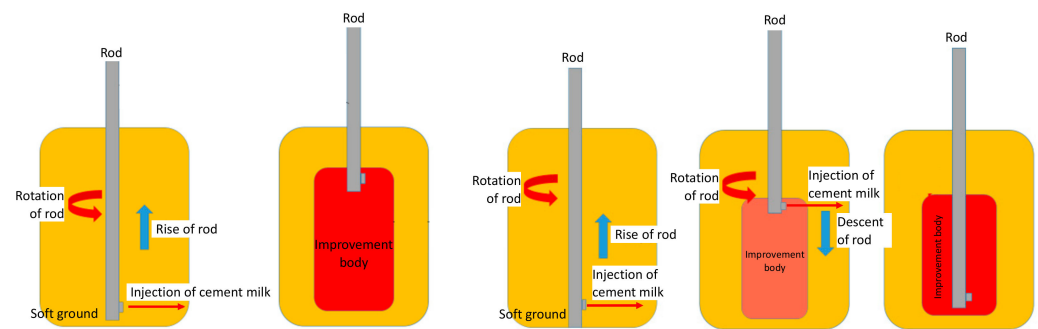 Rod
Rotation
of rod
Rise of rod
Injection of cement milk
Soft ground
Rod
Improvement
body
Rod
Rotation
of rod
Rise of rod
Injection of
cement milk
Soft ground
Rod
Rotation
of rod
Injection of
cement milk
Descent
of rod
Improvement
body
Rod
Improvement body